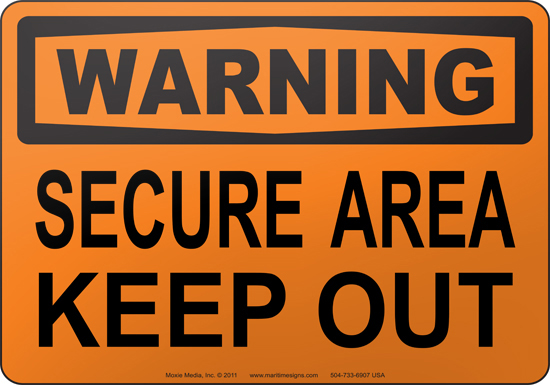 WARNING
SECURE AREA
KEEP OUT
Moxie Media, Inc. © 2011 www.maritimesigns.com 504-733-6907 USA